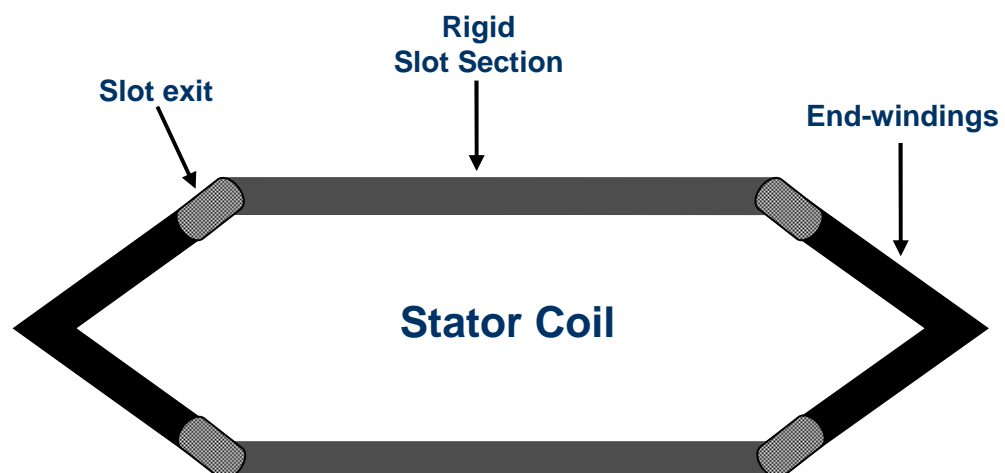 Rigid
Slot Section
Slot exit
End-windings
Stator Coil